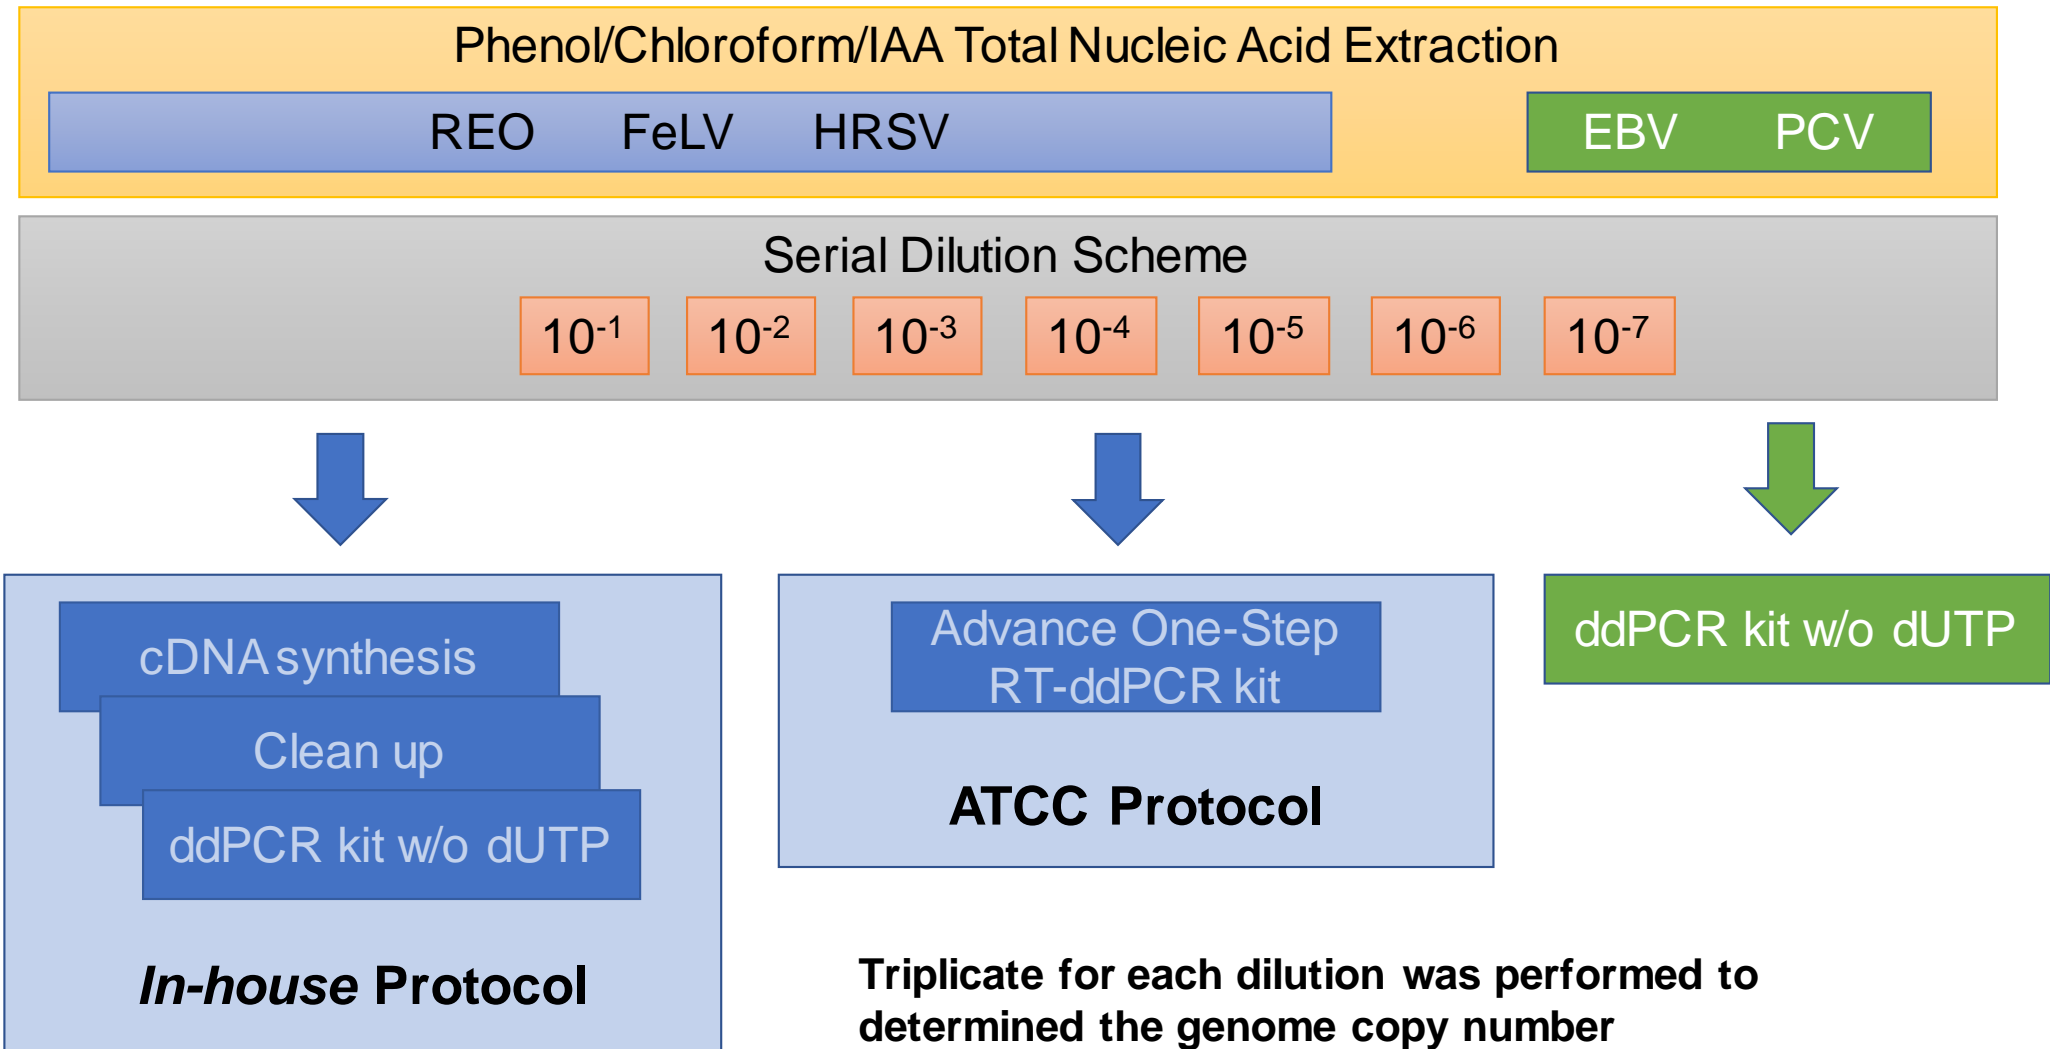 Phenol/Chloroform/IAA Total Nucleic Acid Extraction
REO FeLV HRSV EBV PCV
Serial Dilution Scheme
10⁻¹ 10⁻² 10⁻³ 10⁻⁴ 10⁻⁵ 10⁻⁶ 10⁻⁷
cDNA synthesis
Clean up
ddPCR kit w/o dUTP
In-house Protocol
Advance One-Step
RT-ddPCR kit
ATCC Protocol
ddPCR kit w/o dUTP
Triplicate for each dilution was performed to
determined the genome copy number